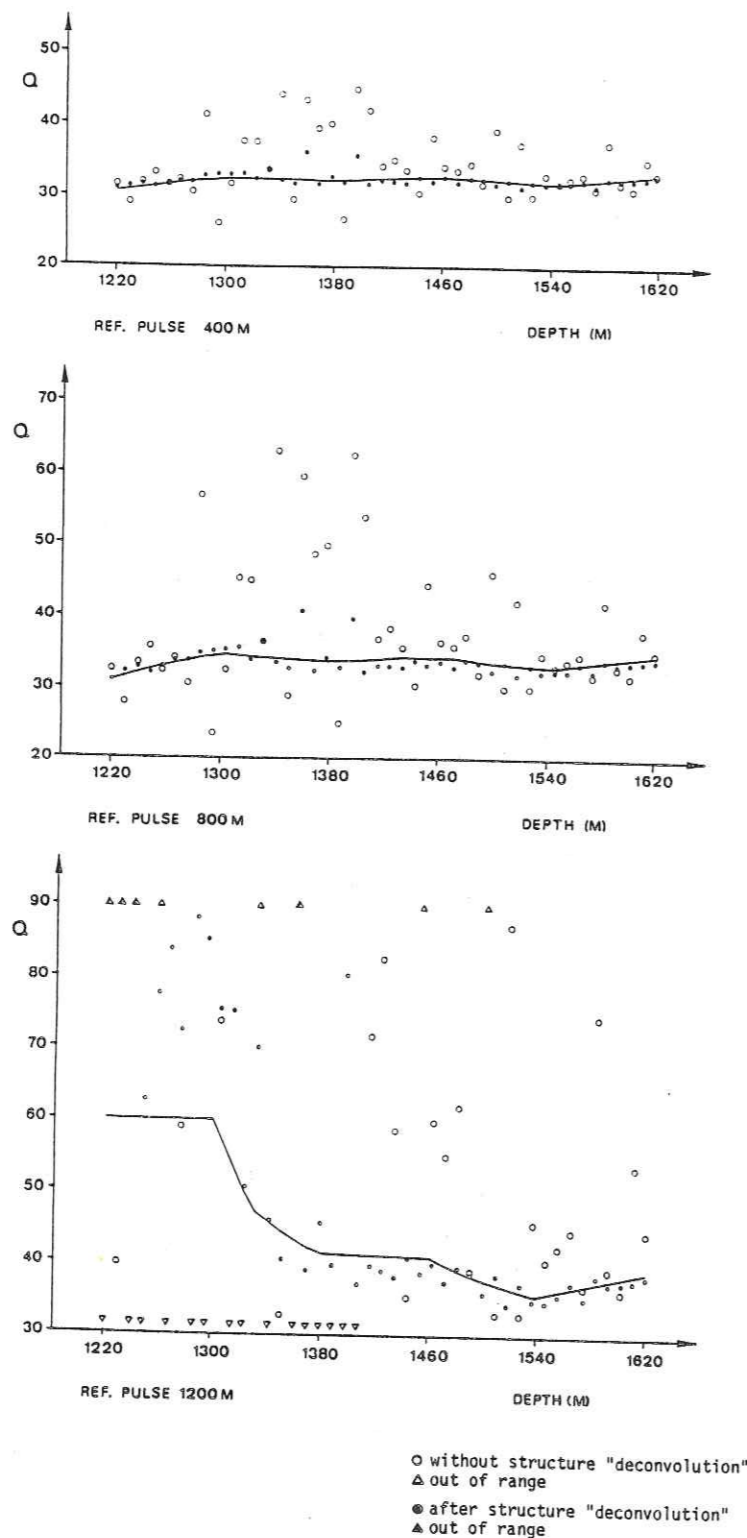 50
Q
40
30
20
1220 1300 1380 1460 1540 1620
REF. PULSE 400 M DEPTH (M)
70
Q
60
50
40
30
20
1220 1300 1380 1460 1540 1620
REF. PULSE 800 M DEPTH (M)
90
Q
80
70
60
50
40
30
1220 1300 1380 1460 1540 1620
REF. PULSE 1200 M DEPTH (M)
without structure "deconvolution"
out of range
after structure "deconvolution"
out of range